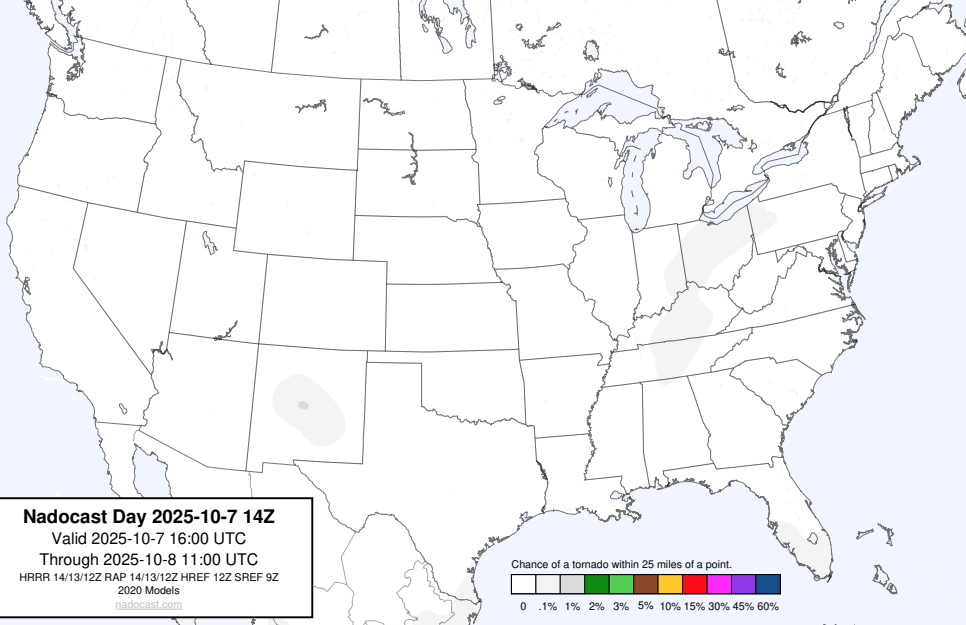 Nadocast Day 2025-10-7 14Z
Valid 2025-10-7 16:00 UTC
Through 2025-10-8 11:00 UTC
HRRR 14/13/12Z RAP 14/13/12Z HREF 12Z SREF 9Z
2020 Models
nadocast.com
Chance of a tornado within 25 miles of a point.
0 .1% 1% 2% 3% 5% 10% 15% 30% 45% 60%